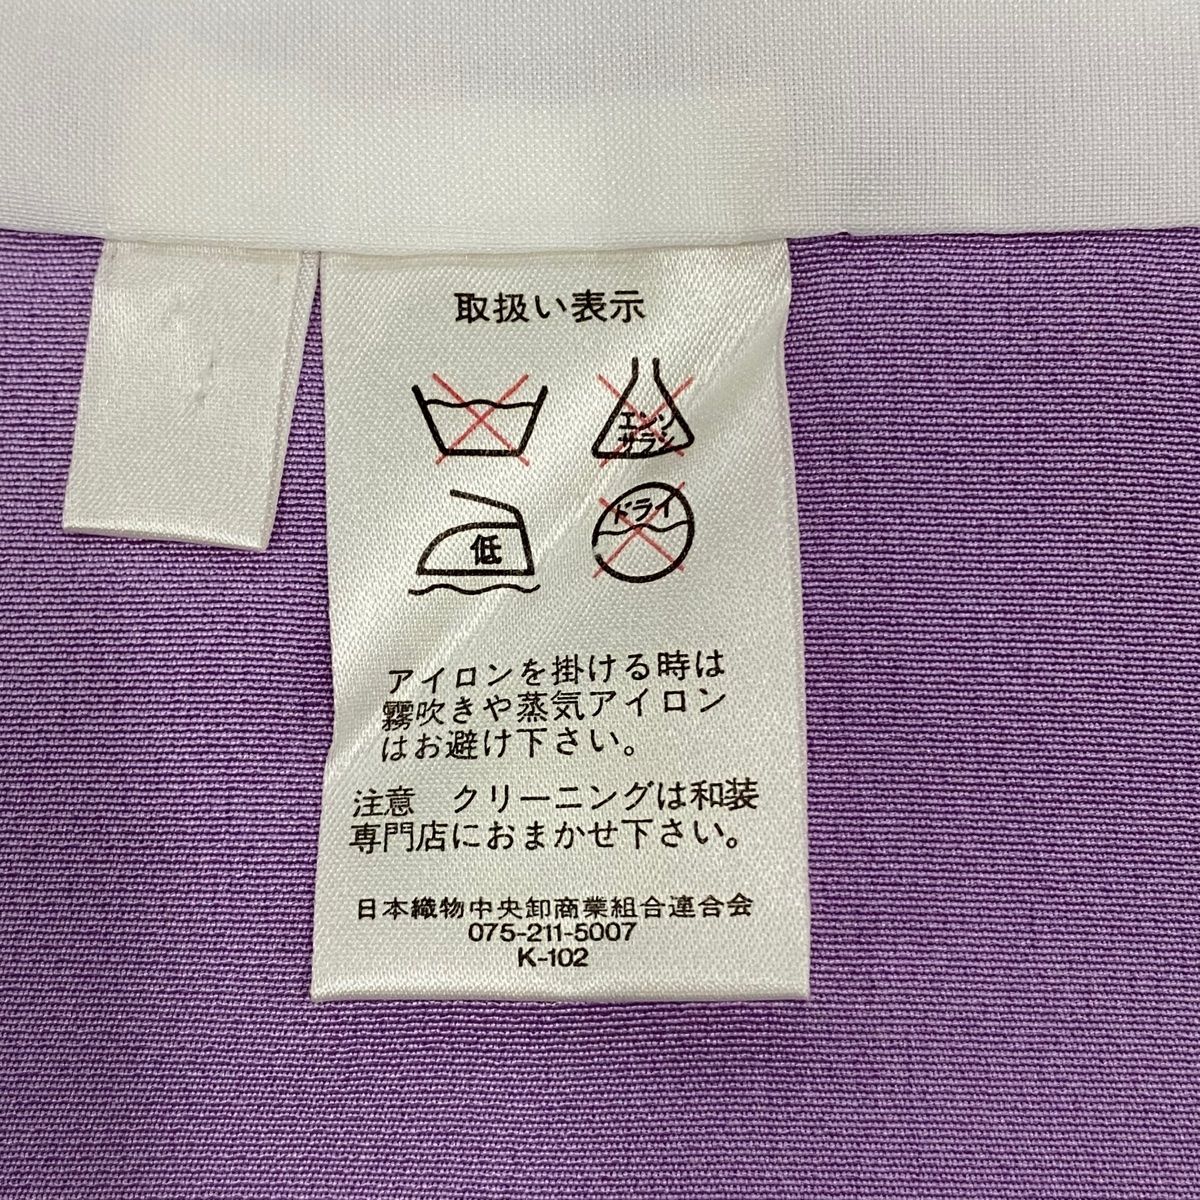 取扱い表示
エンソ
サラシ
低
ドライ
アイロンを掛ける時は
霧吹きや蒸気アイロン
はお避け下さい。
注意　クリーニングは和装
専門店におまかせ下さい。
日本織物中央卸商業組合連合会
075-211-5007
K-102